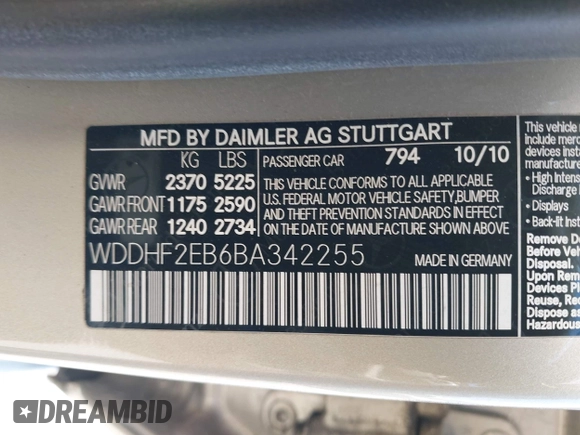 MFD BY DAIMLER AG STUTTGART
KG LBS PASSENGER CAR 794 10/10
GVWR 2370 5225
GAWR FRONT 1175 2590
GAWR REAR 1240 2734
THIS VEHICLE CONFORMS TO ALL APPLICABLE
U.S. FEDERAL MOTOR VEHICLE SAFETY,BUMPER
AND THEFT PREVENTION STANDARDS IN EFFECT
ON THE DATE OF MANUFACTURE SHOWN ABOVE.
WDDHF2EB6BA342255 MADE IN GERMANY
This vehicle
Include merc
devices insta
manufacture
• High Intens
Discharge
• Displays
• Back-lit Inst
Remove D
Before Veh
Disposal.
Upon Rem
Devices Pl
Reuse, Rec
Dispose as
Hazardous
DREAMBID